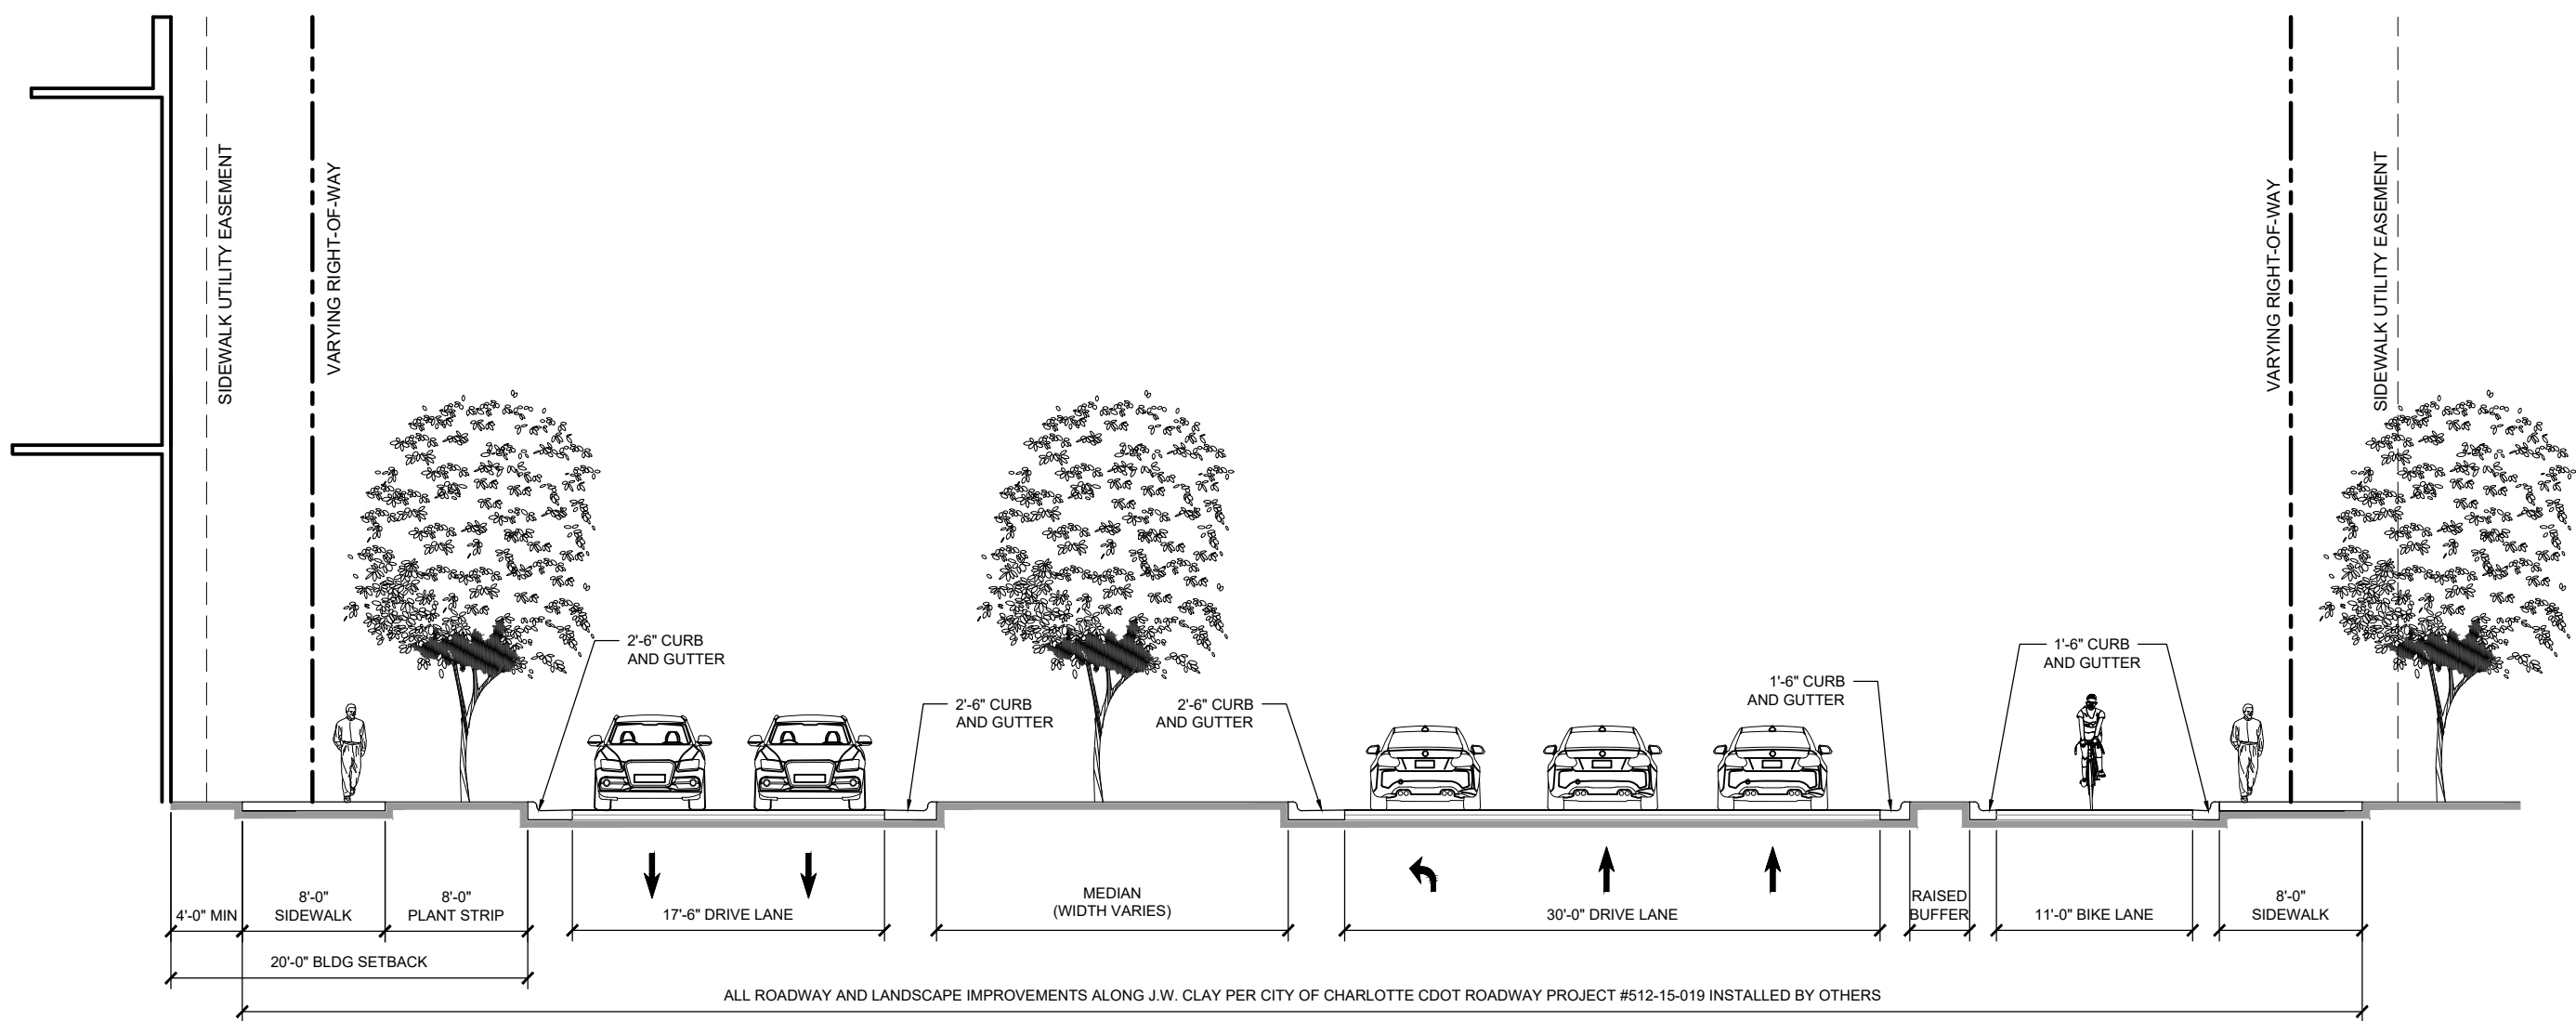 SIDEWALK UTILITY EASEMENT
VARYING RIGHT-OF-WAY
VARYING RIGHT-OF-WAY
SIDEWALK UTILITY EASEMENT
2'-6" CURB
AND GUTTER
2'-6" CURB
AND GUTTER
2'-6" CURB
AND GUTTER
1'-6" CURB
AND GUTTER
1'-6" CURB
AND GUTTER
4'-0" MIN
8'-0"
SIDEWALK
8'-0"
PLANT STRIP
17'-6" DRIVE LANE
MEDIAN
(WIDTH VARIES)
30'-0" DRIVE LANE
RAISED
BUFFER
11'-0" BIKE LANE
8'-0"
SIDEWALK
20'-0" BLDG SETBACK
ALL ROADWAY AND LANDSCAPE IMPROVEMENTS ALONG J.W. CLAY PER CITY OF CHARLOTTE CDOT ROADWAY PROJECT #512-15-019 INSTALLED BY OTHERS